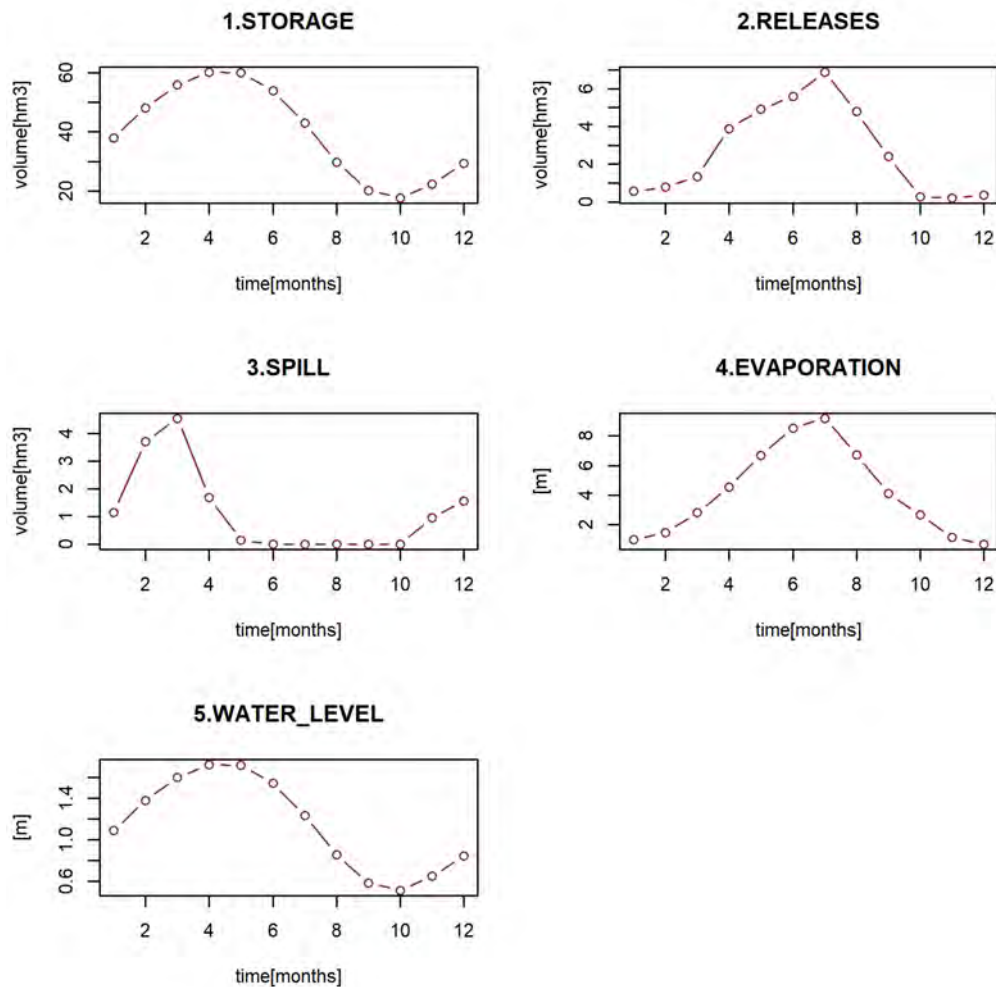 1.STORAGE
volume[hm3]
60
40
20
2 4 6 8 10 12
time[months]
2.RELEASES
volume[hm3]
6
4
2
0
2 4 6 8 10 12
time[months]
3.SPILL
volume[hm3]
4
3
2
1
0
2 4 6 8 10 12
time[months]
4.EVAPORATION
[m]
8
6
4
2
2 4 6 8 10 12
time[months]
5.WATER_LEVEL
[m]
1.4
1.0
0.6
2 4 6 8 10 12
time[months]